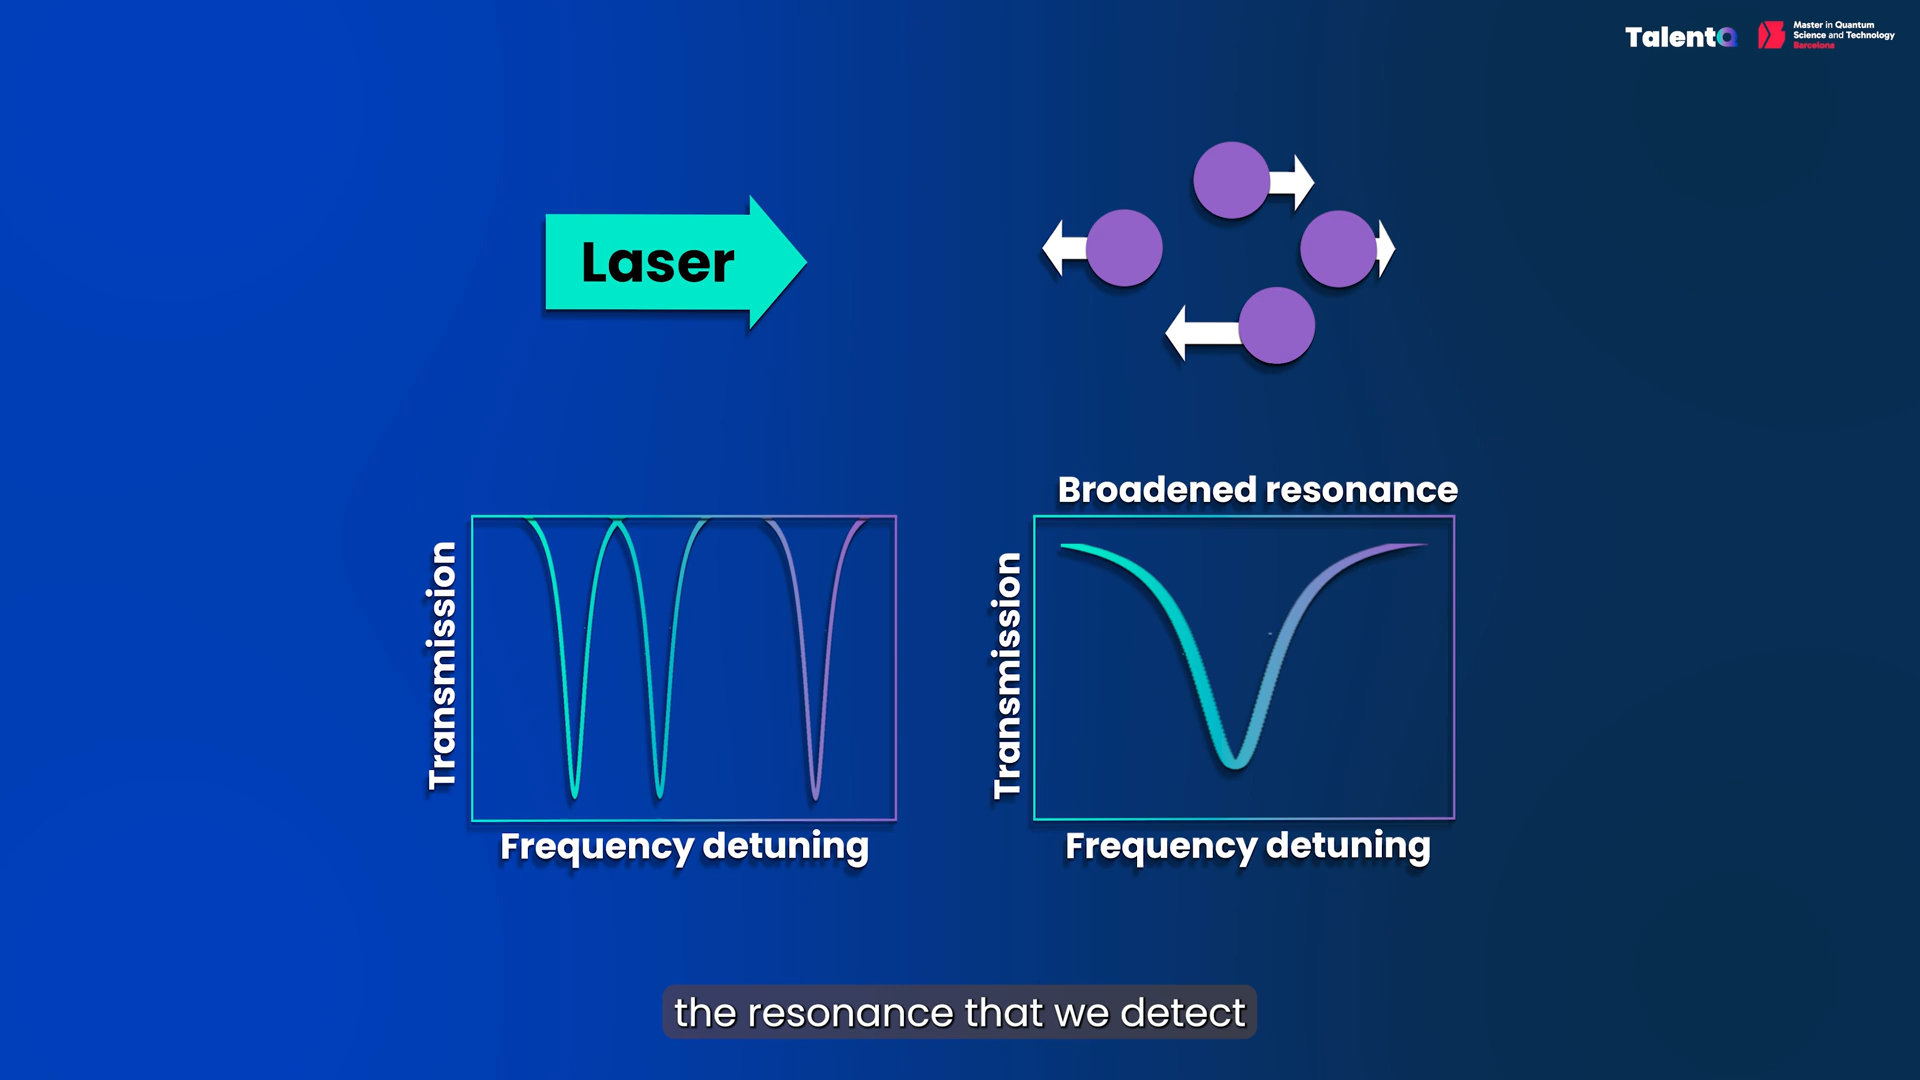 TalentQ
Master in Quantum
Science and Technology
Barcelona
Laser
Broadened resonance
Transmission
Transmission
Frequency detuning
Frequency detuning
the resonance that we detect